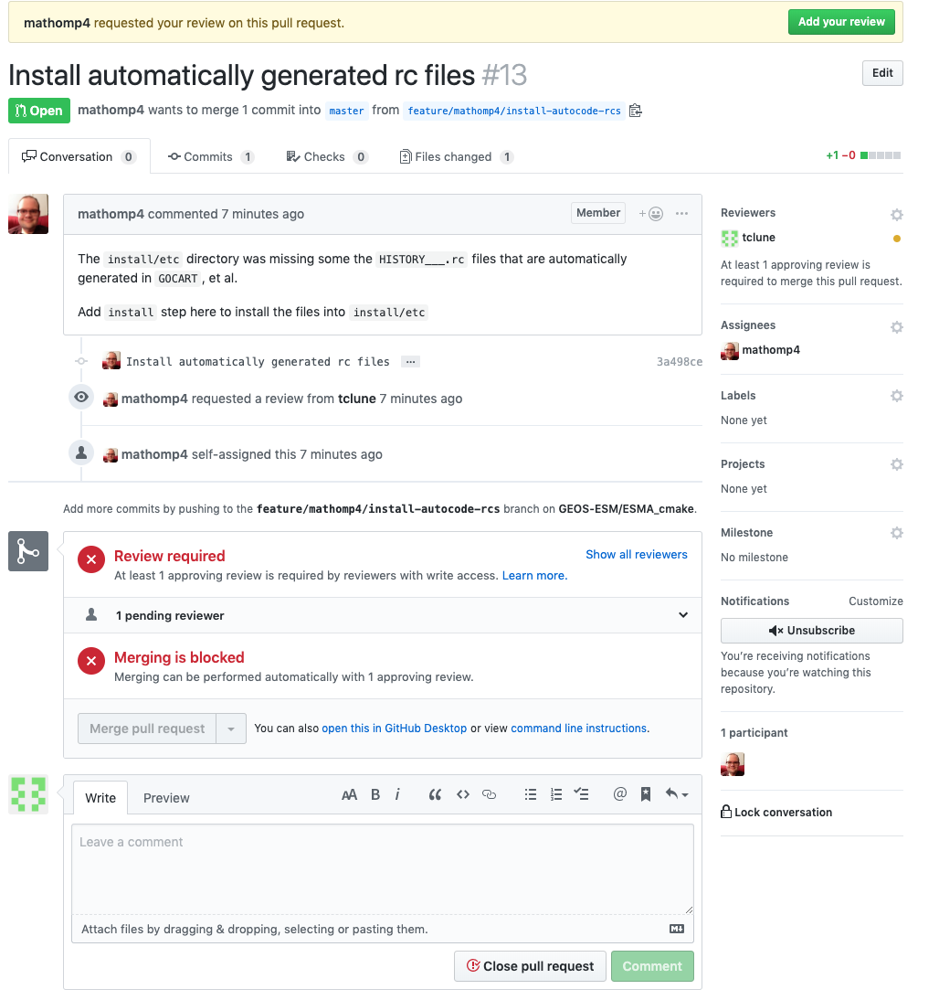 mathomp4 requested your review on this pull request.
Add your review
Install automatically generated rc files #13
Edit
Open
mathomp4 wants to merge 1 commit into master from feature/mathomp4/install-autocode-rcs
Conversation 0
Commits 1
Checks 0
Files changed 1
+1 −0
mathomp4 commented 7 minutes ago
Member
The install/etc directory was missing some the HISTORY___.rc files that are automatically
generated in GOCART , et al.
Add install step here to install the files into install/etc
Install automatically generated rc files ...
3a498ce
mathomp4 requested a review from tclune 7 minutes ago
mathomp4 self-assigned this 7 minutes ago
Add more commits by pushing to the feature/mathomp4/install-autocode-rcs branch on GEOS-ESM/ESMA_cmake.
Review required
Show all reviewers
At least 1 approving review is required by reviewers with write access. Learn more.
1 pending reviewer
Merging is blocked
Merging can be performed automatically with 1 approving review.
Merge pull request
You can also open this in GitHub Desktop or view command line instructions.
Write
Preview
AA B i
Leave a comment
Attach files by dragging & dropping, selecting or pasting them.
Close pull request
Comment
Reviewers
tclune
At least 1 approving review is
required to merge this pull request.
Assignees
mathomp4
Labels
None yet
Projects
None yet
Milestone
No milestone
Notifications
Customize
Unsubscribe
You're receiving notifications
because you're watching this
repository.
1 participant
Lock conversation